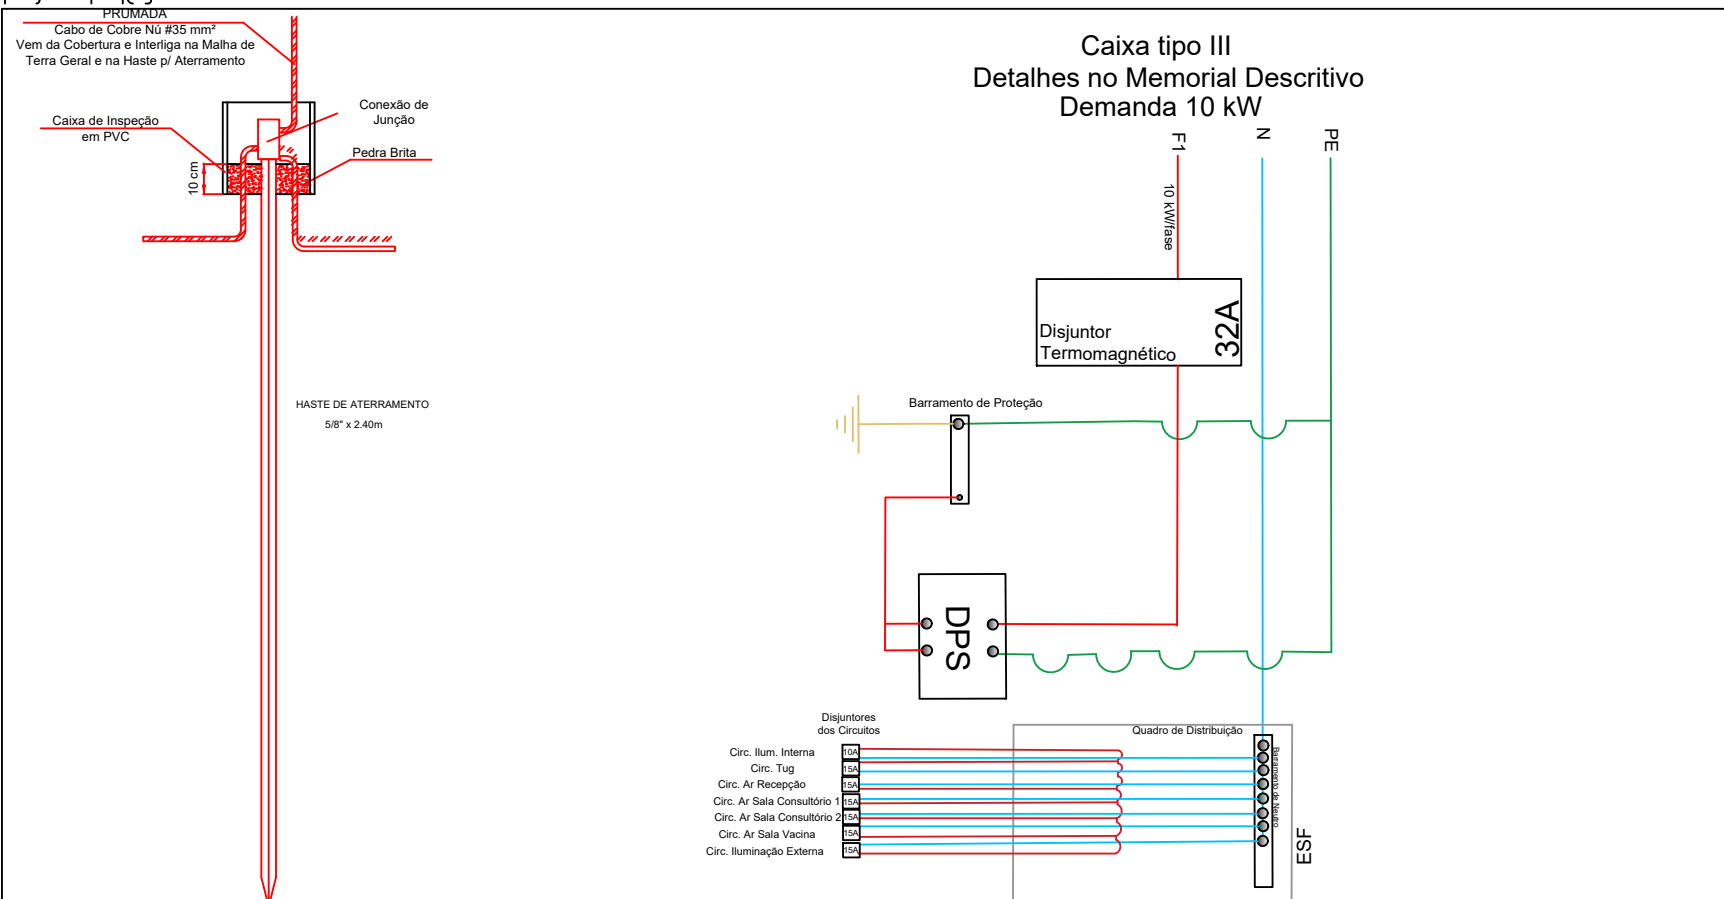 PRUMADA
Cabo de Cobre Nú #35 mm²
Vem da Cobertura e Interliga na Malha de
Terra Geral e na Haste p/ Aterramento
Caixa de Inspeção
em PVC
Conexão de
Junção
Pedra Brita
10 cm
HASTE DE ATERRAMENTO
5/8" x 2.40m
Caixa tipo III
Detalhes no Memorial Descritivo
Demanda 10 kW
F1
N
PE
10 kW/fase
Disjuntor
Termomagnético
32A
Barramento de Proteção
DPS
Disjuntores
dos Circuitos
Quadro de Distribuição
Circ. Ilum. Interna 10A
Circ. Tug 15A
Circ. Ar Recepção 15A
Circ. Ar Sala Consultório 1 15A
Circ. Ar Sala Consultório 2 15A
Circ. Ar Sala Vacina 15A
Circ. Iluminação Externa 15A
Barramento de Neutro
ESF